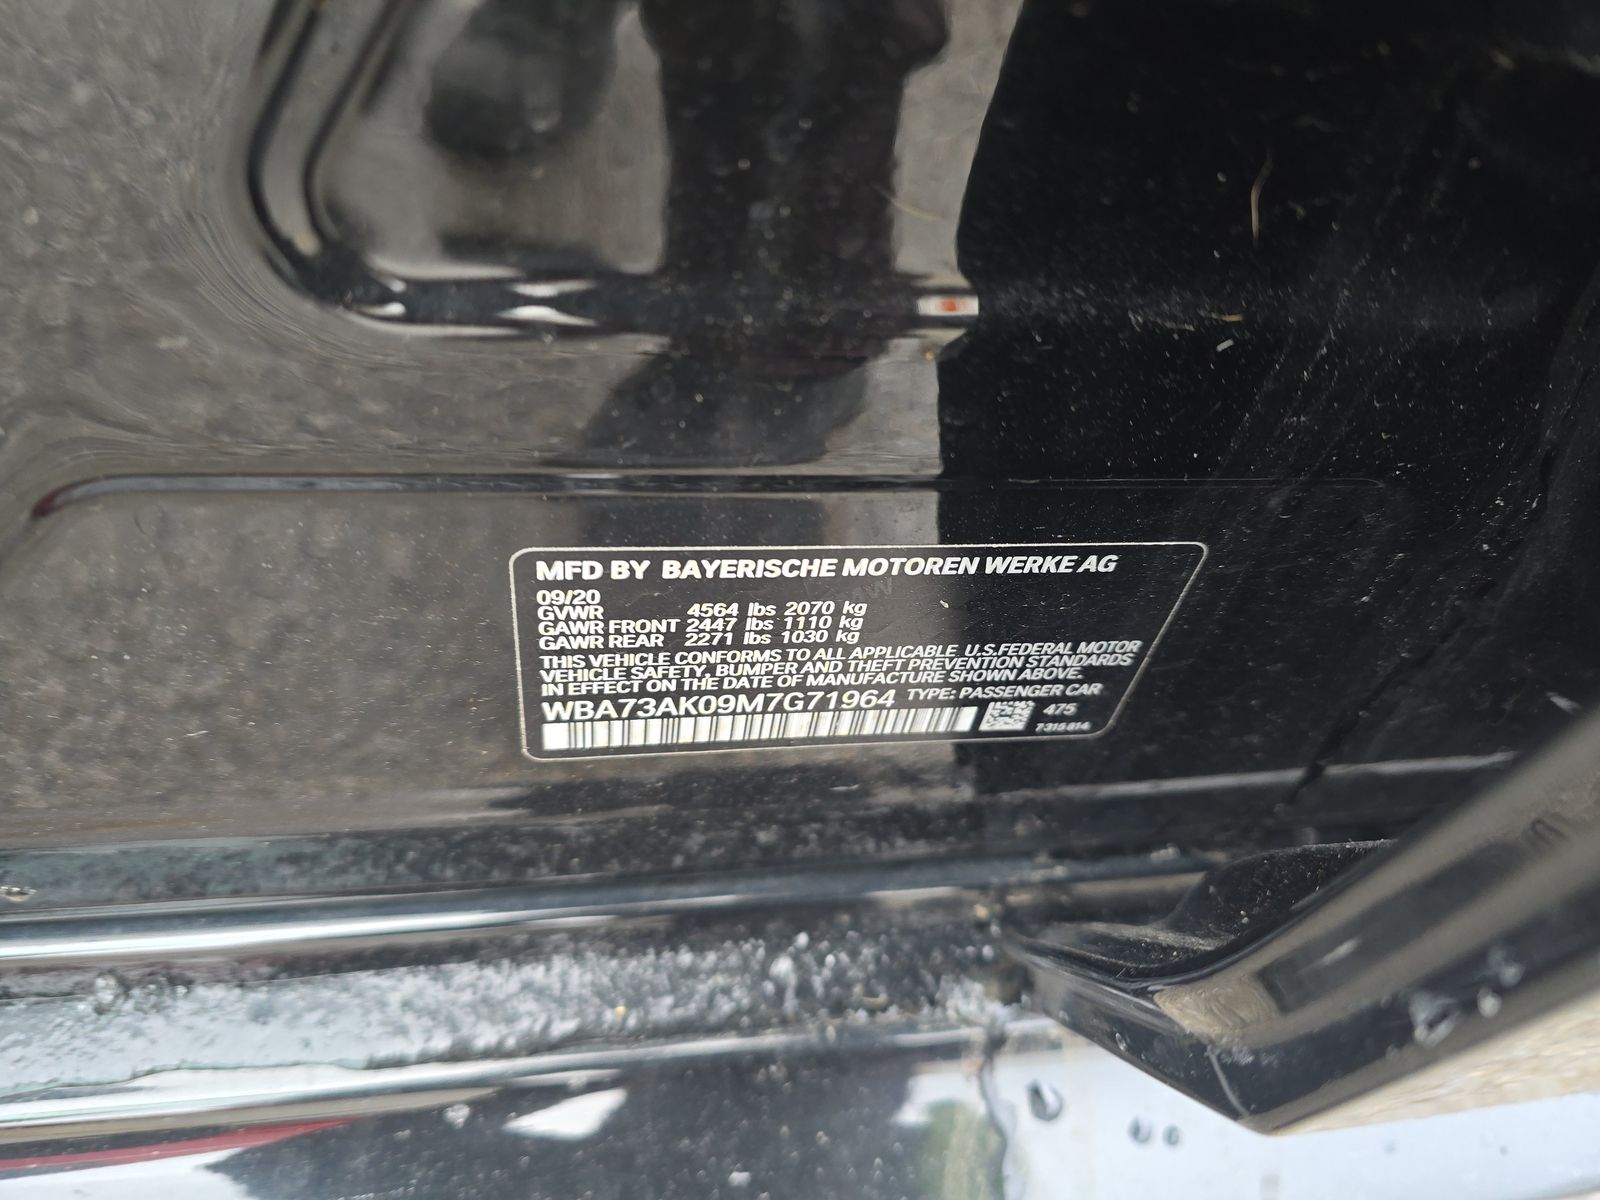 MFD BY BAYERISCHE MOTOREN WERKE AG
09/20
GVWR 4564 lbs 2070 kg
GAWR FRONT 2447 lbs 1110 kg
GAWR REAR 2271 lbs 1030 kg
THIS VEHICLE CONFORMS TO ALL APPLICABLE U.S.FEDERAL MOTOR
VEHICLE SAFETY, BUMPER AND THEFT PREVENTION STANDARDS
IN EFFECT ON THE DATE OF MANUFACTURE SHOWN ABOVE.
WBA73AK09M7G71964 TYPE: PASSENGER CAR
475
7315814